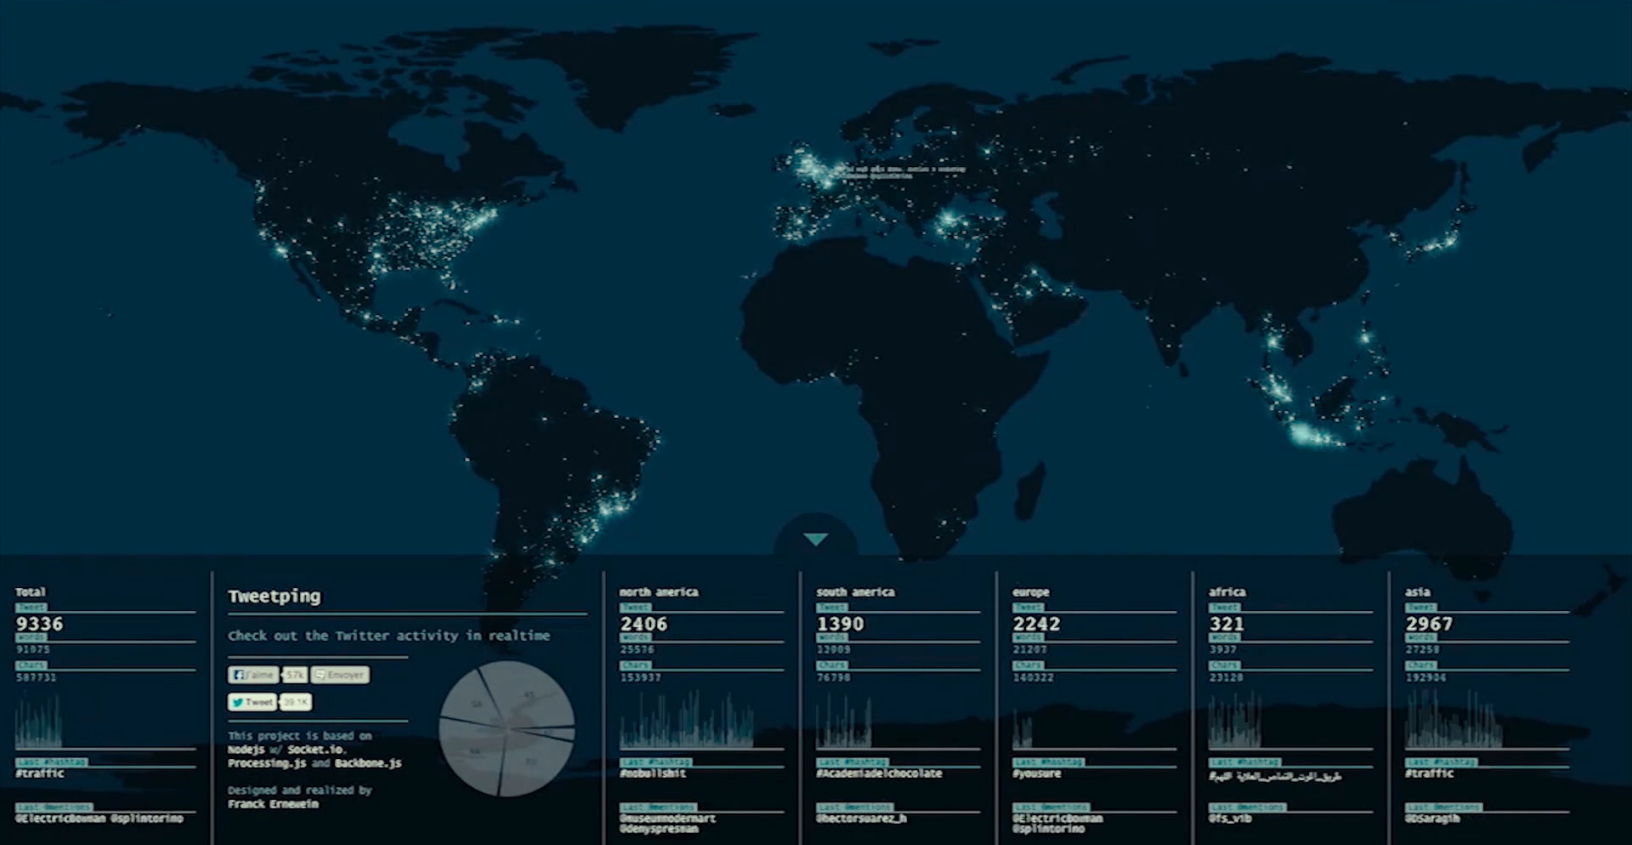 Total
Tweet
9336
Words
91075
Chars
587731
Last #hashtag
#traffic
Last @mentions
@ElectricBowman @splintorino
Tweetping
Check out the Twitter activity in realtime
J'aime 57k Envoyer
Tweet 39.1K
This project is based on
Nodejs w/ Socket.io,
Processing.js and Backbone.js
Designed and realized by
Franck Ernewein
north america
Tweet
2406
Words
25576
Chars
153937
Last #hashtag
#nobullshit
Last @mentions
@museummodernart
@denyspresman
south america
Tweet
1390
Words
Chars
76798
Last #hashtag
#Academiadelchocolate
Last @mentions
@hectorsuarez_h
europe
Tweet
2242
Words
21207
Chars
140322
Last #hashtag
#yousure
Last @mentions
@ElectricBowman
@splintorino
africa
Tweet
321
Words
3937
Chars
23128
Last #hashtag
Last @mentions
@fs_vib
asia
Tweet
2967
Words
27258
Chars
192904
Last #hashtag
#traffic
Last @mentions
@DSaragih